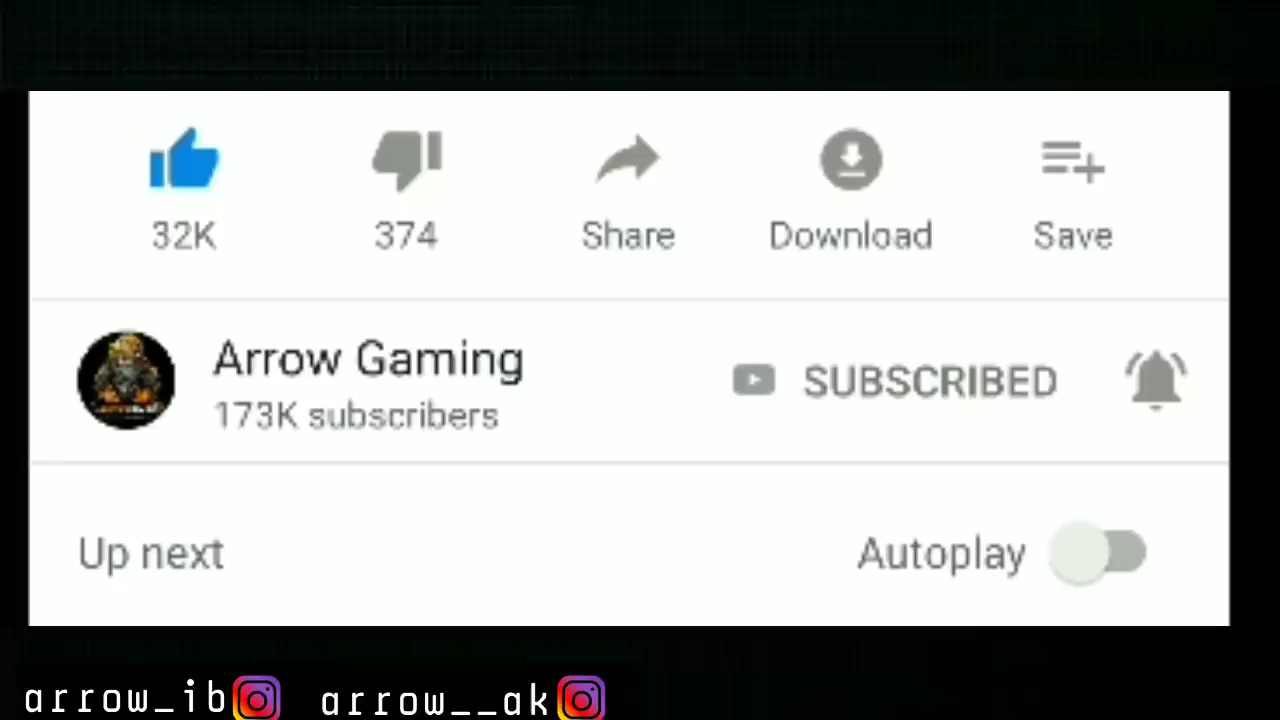 32K 374 Share Download Save
Arrow Gaming
173K subscribers
SUBSCRIBED
Up next Autoplay
arrow_ib arrow__ak